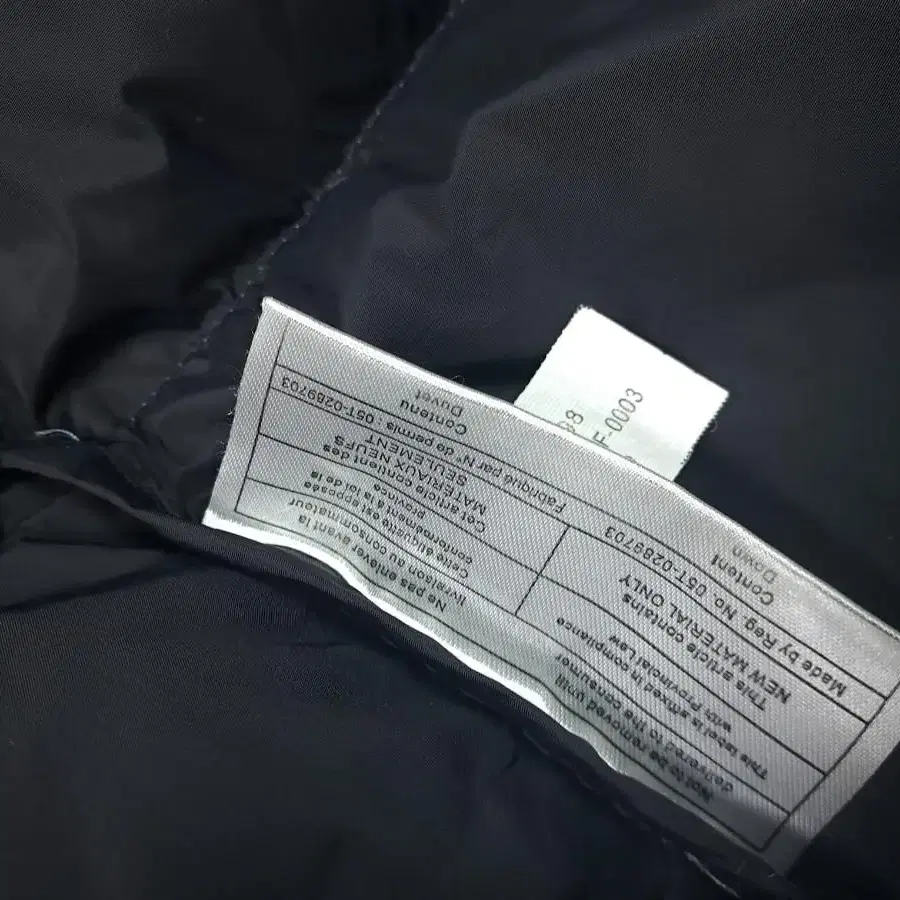 Not to be removed until
delivered to the consumer
This label is affixed in compliance
with Provincial Law
This article contains
NEW MATERIAL ONLY
Made by Reg. No. 05T-0289703
Content
Down
Ne pas enlever avant la
livraison au consommateur
Cette étiquette est apposée
conformément à la loi de la
province
Cet article contient des
MATÉRIAUX NEUFS
SEULEMENT
Fabriqué par N° de permis 05T-0289703
Contenu
Duvet
F-0003